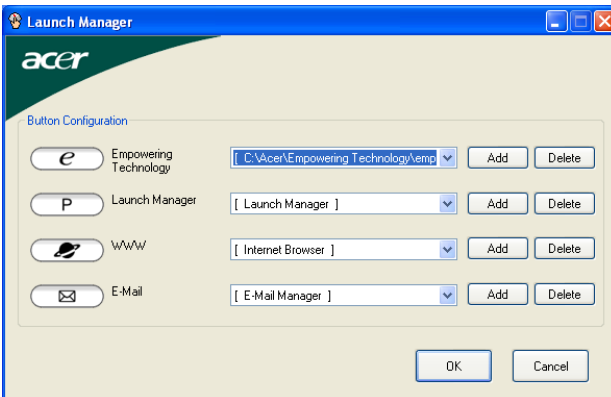 Launch Manager
acer
Button Configuration
e Empowering Technology [ C:\Acer\Empowering Technology\emp Add Delete
P Launch Manager [ Launch Manager ] Add Delete
WWW [ Internet Browser ] Add Delete
E-Mail [ E-Mail Manager ] Add Delete
OK Cancel